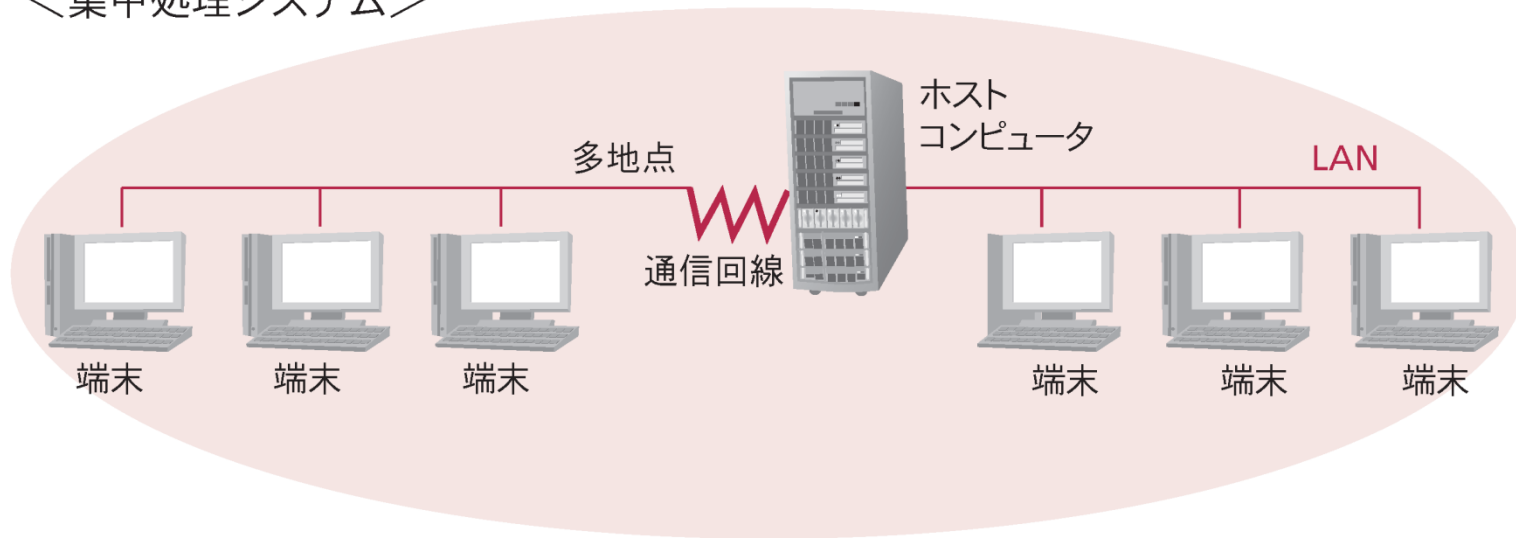 ＜集中処理システム＞
ホスト
コンピュータ
多地点
LAN
通信回線
端末
端末
端末
端末
端末
端末